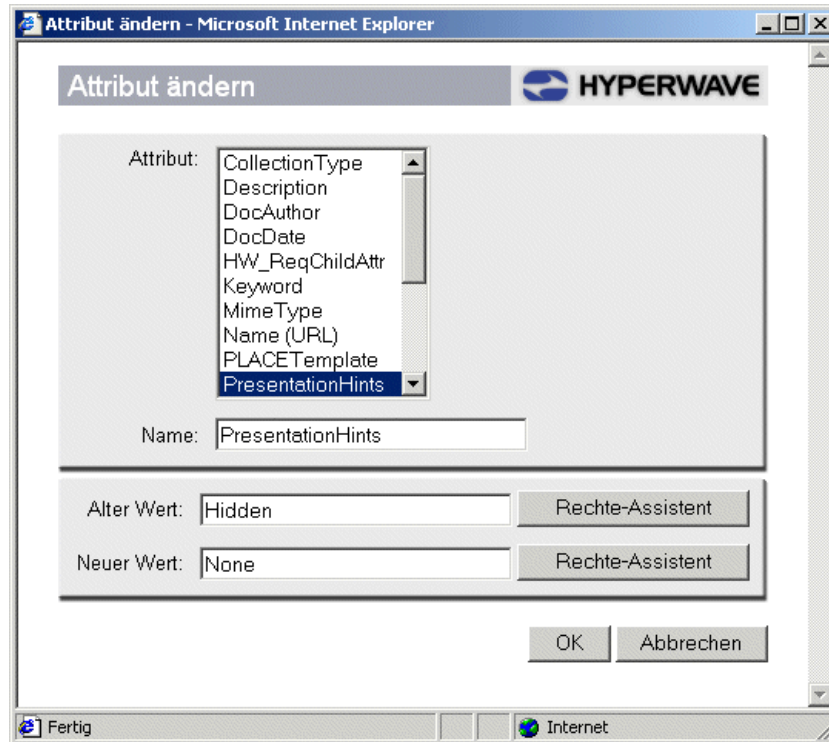 Attribut ändern - Microsoft Internet Explorer
Attribut ändern HYPERWAVE
Attribut: CollectionType
Description
DocAuthor
DocDate
HW_ReqChildAttr
Keyword
MimeType
Name (URL)
PLACETemplate
PresentationHints
Name: PresentationHints
Alter Wert: Hidden Rechte-Assistent
Neuer Wert: None Rechte-Assistent
OK Abbrechen
Fertig Internet